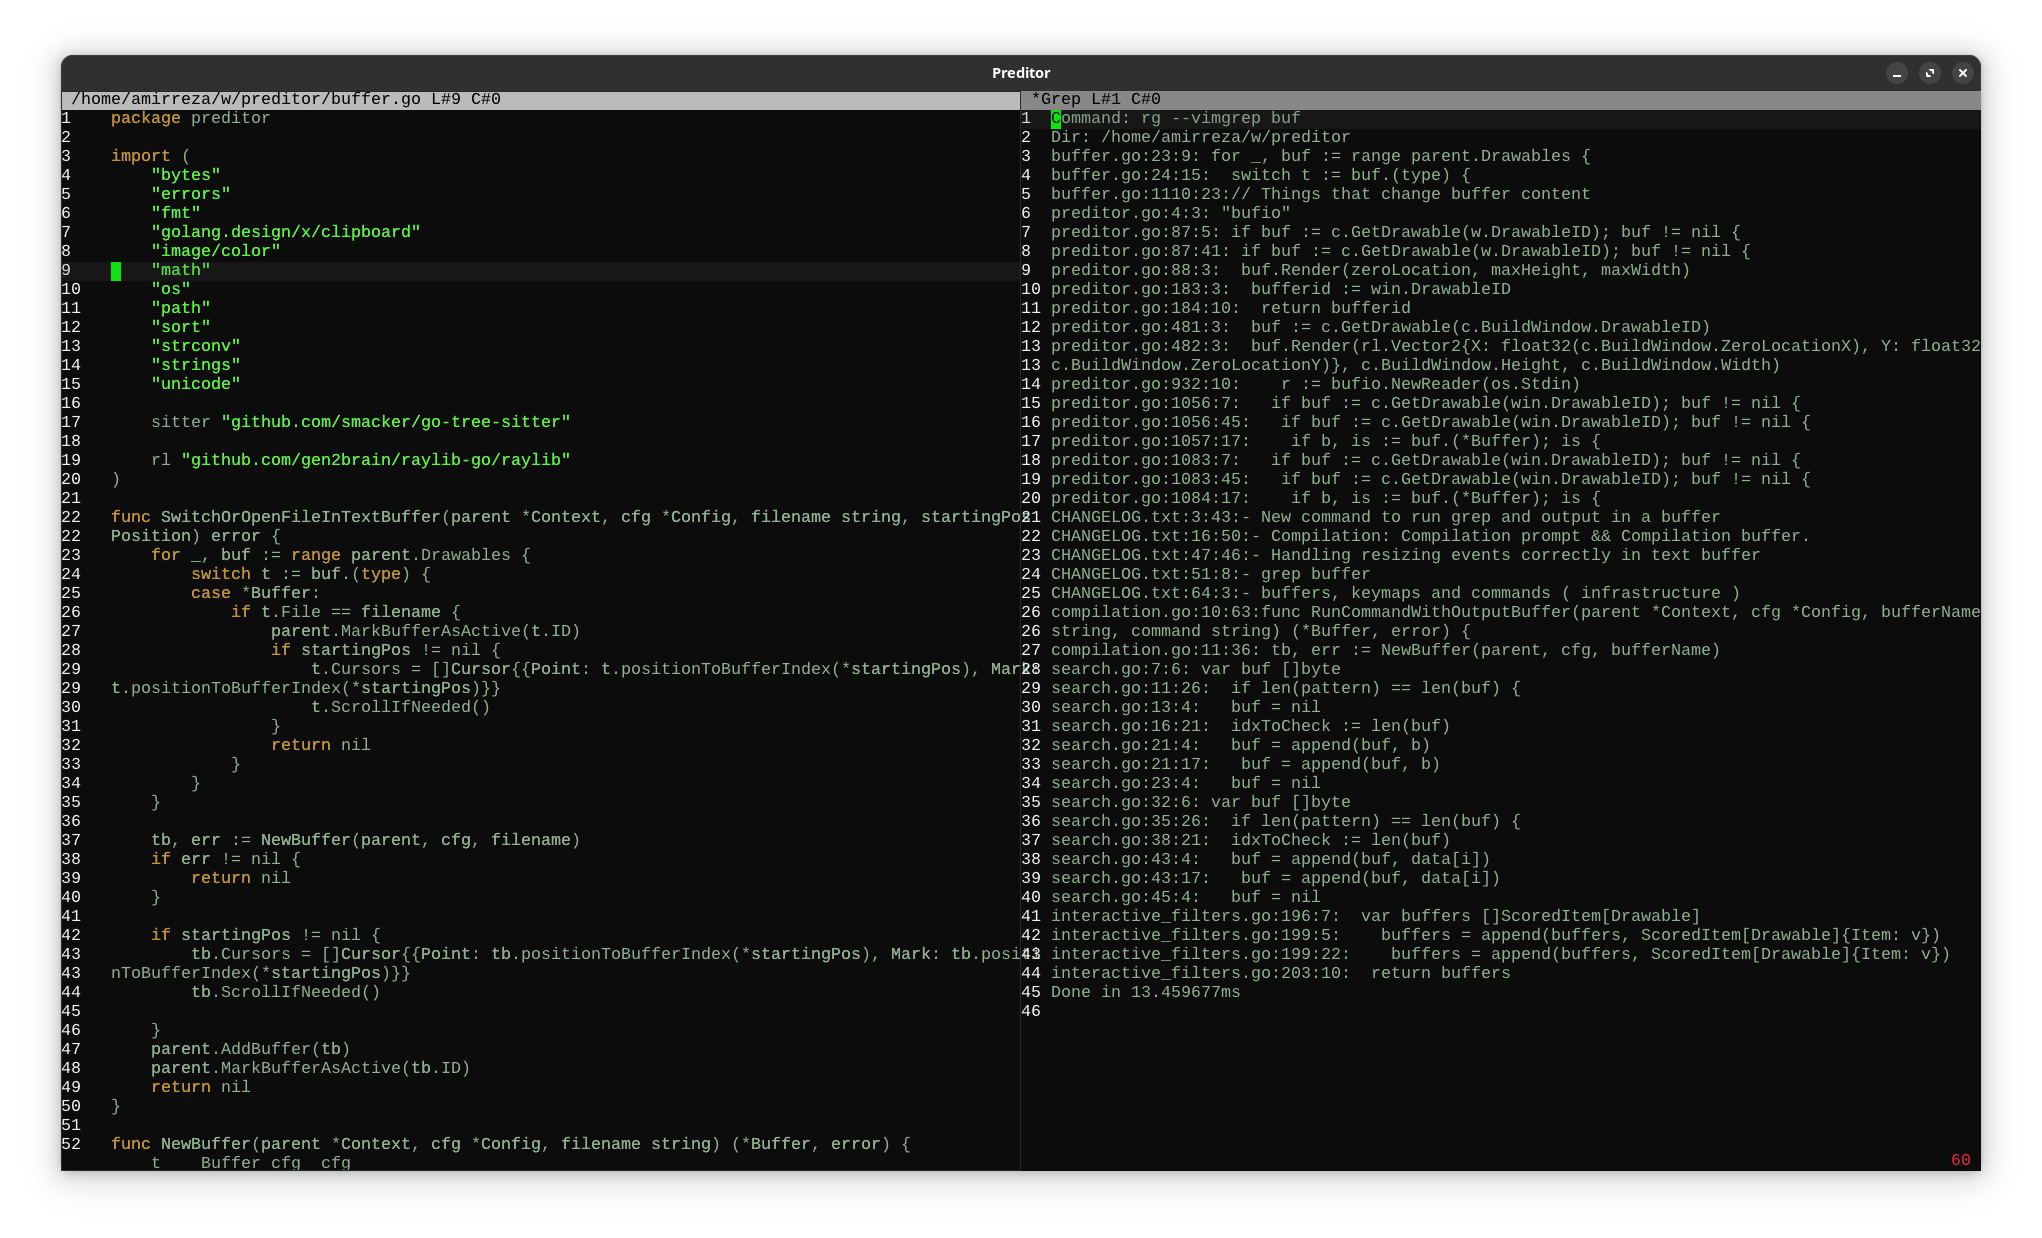 Preditor
/home/amirreza/w/preditor/buffer.go L#9 C#0
1    package preditor
2
3    import (
4        "bytes"
5        "errors"
6        "fmt"
7        "golang.design/x/clipboard"
8        "image/color"
9        "math"
10       "os"
11       "path"
12       "sort"
13       "strconv"
14       "strings"
15       "unicode"
16
17       sitter "github.com/smacker/go-tree-sitter"
18
19       rl "github.com/gen2brain/raylib-go/raylib"
20   )
21
22   func SwitchOrOpenFileInTextBuffer(parent *Context, cfg *Config, filename string, startingPos
22   Position) error {
23       for _, buf := range parent.Drawables {
24           switch t := buf.(type) {
25           case *Buffer:
26               if t.File == filename {
27                   parent.MarkBufferAsActive(t.ID)
28                   if startingPos != nil {
29                       t.Cursors = []Cursor{{Point: t.positionToBufferIndex(*startingPos), Mark:
29   t.positionToBufferIndex(*startingPos)}}
30                       t.ScrollIfNeeded()
31                   }
32                   return nil
33               }
34           }
35       }
36
37       tb, err := NewBuffer(parent, cfg, filename)
38       if err != nil {
39           return nil
40       }
41
42       if startingPos != nil {
43           tb.Cursors = []Cursor{{Point: tb.positionToBufferIndex(*startingPos), Mark: tb.positi
43   nToBufferIndex(*startingPos)}}
44           tb.ScrollIfNeeded()
45
46       }
47       parent.AddBuffer(tb)
48       parent.MarkBufferAsActive(tb.ID)
49       return nil
50   }
51
52   func NewBuffer(parent *Context, cfg *Config, filename string) (*Buffer, error) {
t    Buffer cfg  cfg
*Grep L#1 C#0
1  Command: rg --vimgrep buf
2  Dir: /home/amirreza/w/preditor
3  buffer.go:23:9: for _, buf := range parent.Drawables {
4  buffer.go:24:15:  switch t := buf.(type) {
5  buffer.go:1110:23:// Things that change buffer content
6  preditor.go:4:3: "bufio"
7  preditor.go:87:5: if buf := c.GetDrawable(w.DrawableID); buf != nil {
8  preditor.go:87:41: if buf := c.GetDrawable(w.DrawableID); buf != nil {
9  preditor.go:88:3:  buf.Render(zeroLocation, maxHeight, maxWidth)
10 preditor.go:183:3:  bufferid := win.DrawableID
11 preditor.go:184:10:  return bufferid
12 preditor.go:481:3:  buf := c.GetDrawable(c.BuildWindow.DrawableID)
13 preditor.go:482:3:  buf.Render(rl.Vector2{X: float32(c.BuildWindow.ZeroLocationX), Y: float32
13 c.BuildWindow.ZeroLocationY)}, c.BuildWindow.Height, c.BuildWindow.Width)
14 preditor.go:932:10:    r := bufio.NewReader(os.Stdin)
15 preditor.go:1056:7:   if buf := c.GetDrawable(win.DrawableID); buf != nil {
16 preditor.go:1056:45:   if buf := c.GetDrawable(win.DrawableID); buf != nil {
17 preditor.go:1057:17:    if b, is := buf.(*Buffer); is {
18 preditor.go:1083:7:   if buf := c.GetDrawable(win.DrawableID); buf != nil {
19 preditor.go:1083:45:   if buf := c.GetDrawable(win.DrawableID); buf != nil {
20 preditor.go:1084:17:    if b, is := buf.(*Buffer); is {
21 CHANGELOG.txt:3:43:- New command to run grep and output in a buffer
22 CHANGELOG.txt:16:50:- Compilation: Compilation prompt && Compilation buffer.
23 CHANGELOG.txt:47:46:- Handling resizing events correctly in text buffer
24 CHANGELOG.txt:51:8:- grep buffer
25 CHANGELOG.txt:64:3:- buffers, keymaps and commands ( infrastructure )
26 compilation.go:10:63:func RunCommandWithOutputBuffer(parent *Context, cfg *Config, bufferName
26 string, command string) (*Buffer, error) {
27 compilation.go:11:36: tb, err := NewBuffer(parent, cfg, bufferName)
28 search.go:7:6: var buf []byte
29 search.go:11:26:  if len(pattern) == len(buf) {
30 search.go:13:4:   buf = nil
31 search.go:16:21:  idxToCheck := len(buf)
32 search.go:21:4:   buf = append(buf, b)
33 search.go:21:17:   buf = append(buf, b)
34 search.go:23:4:   buf = nil
35 search.go:32:6: var buf []byte
36 search.go:35:26:  if len(pattern) == len(buf) {
37 search.go:38:21:  idxToCheck := len(buf)
38 search.go:43:4:   buf = append(buf, data[i])
39 search.go:43:17:   buf = append(buf, data[i])
40 search.go:45:4:   buf = nil
41 interactive_filters.go:196:7:  var buffers []ScoredItem[Drawable]
42 interactive_filters.go:199:5:    buffers = append(buffers, ScoredItem[Drawable]{Item: v})
43 interactive_filters.go:199:22:    buffers = append(buffers, ScoredItem[Drawable]{Item: v})
44 interactive_filters.go:203:10:  return buffers
45 Done in 13.459677ms
46
60